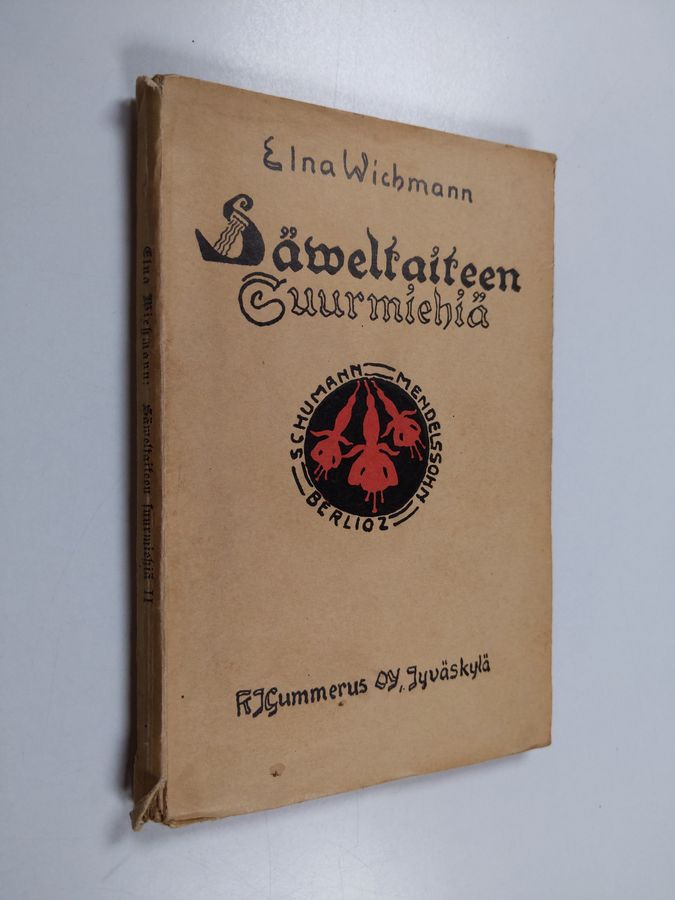 Elna Wichmann
Säweltaiteen
Suurmiehiä
SCHUMANN
MENDELSSOHN
BERLIOZ
K J Gummerus OY, Jyväskylä
Elna Wichmann: Säweltaiteen suurmiehiä II